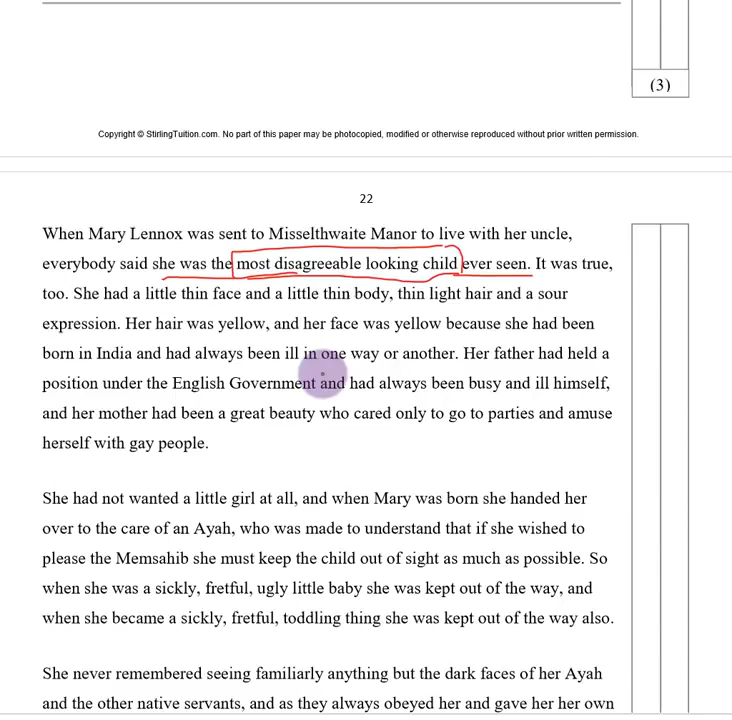 (3)
Copyright © StirlingTuition.com. No part of this paper may be photocopied, modified or otherwise reproduced without prior written permission.
22
When Mary Lennox was sent to Misselthwaite Manor to live with her uncle,
everybody said she was the most disagreeable looking child ever seen. It was true,
too. She had a little thin face and a little thin body, thin light hair and a sour
expression. Her hair was yellow, and her face was yellow because she had been
born in India and had always been ill in one way or another. Her father had held a
position under the English Government and had always been busy and ill himself,
and her mother had been a great beauty who cared only to go to parties and amuse
herself with gay people.
She had not wanted a little girl at all, and when Mary was born she handed her
over to the care of an Ayah, who was made to understand that if she wished to
please the Memsahib she must keep the child out of sight as much as possible. So
when she was a sickly, fretful, ugly little baby she was kept out of the way, and
when she became a sickly, fretful, toddling thing she was kept out of the way also.
She never remembered seeing familiarly anything but the dark faces of her Ayah
and the other native servants, and as they always obeyed her and gave her her own